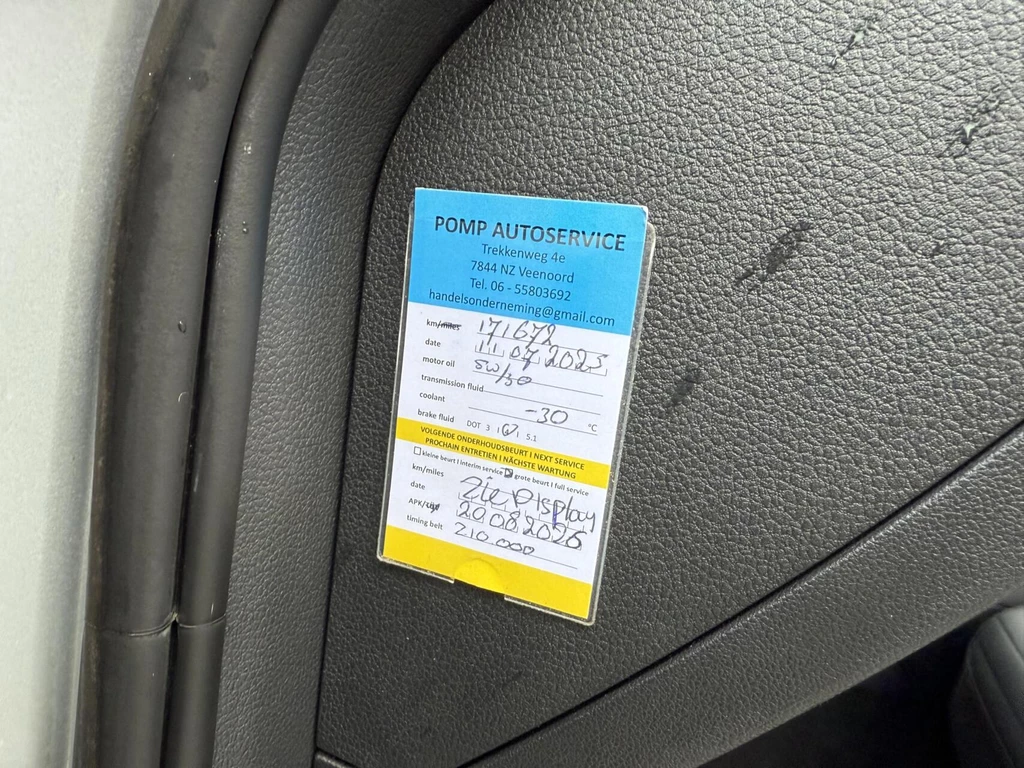 POMP AUTOSERVICE
Trekkenweg 4e
7844 NZ Veenoord
Tel. 06 - 55803692
handelsonderneming@gmail.com
km/miles 171672
date 11 07 2025
motor oil 5W/30
transmission fluid
coolant -30 °C
brake fluid DOT 3 5.1
VOLGENDE ONDERHOUDSBEURT I NEXT SERVICE
PROCHAIN ENTRETIEN I NÄCHSTE WARTUNG
kleine beurt I interim service grote beurt I full service
km/miles Zie Display
date
APK/ 29 08 2026
timing belt 210.000